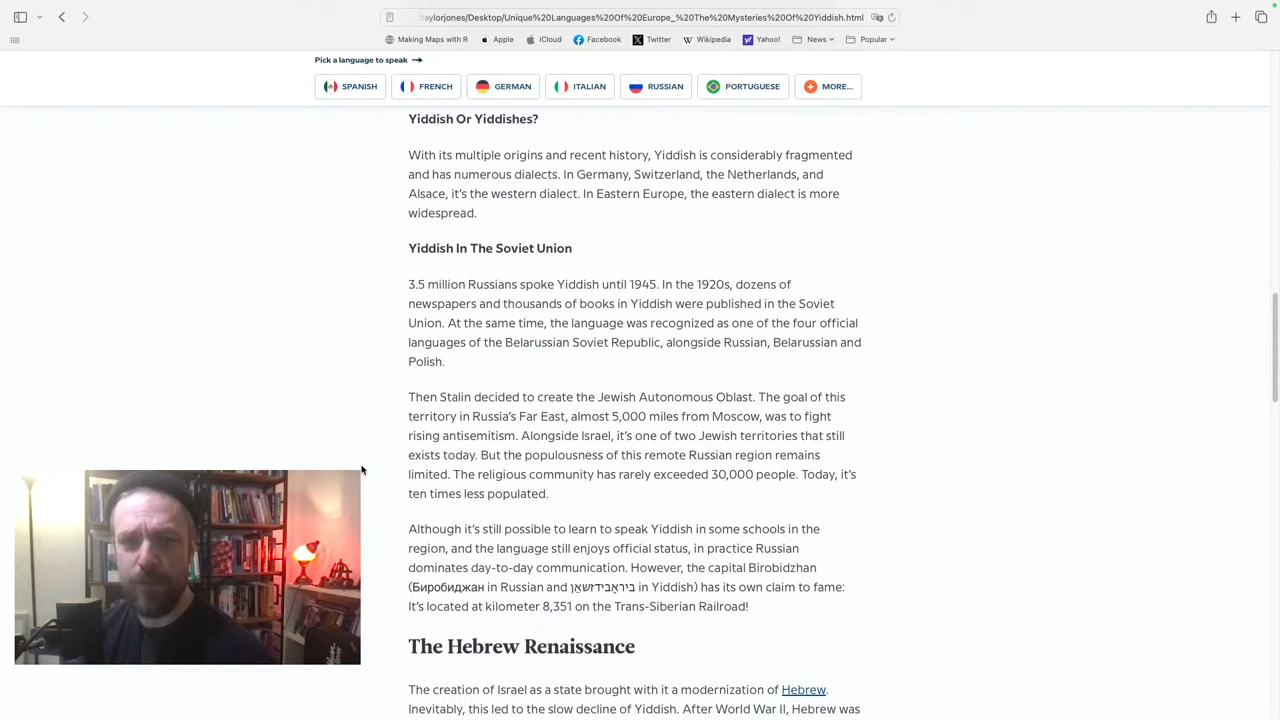 taylorjones/Desktop/Unique%20Languages%20Of%20Europe_%20The%20Mysteries%20Of%20Yiddish.html
Making Maps with R
Apple
iCloud
Facebook
Twitter
Wikipedia
Yahoo!
News
Popular
Pick a language to speak
SPANISH
FRENCH
GERMAN
ITALIAN
RUSSIAN
PORTUGUESE
MORE...
Yiddish Or Yiddishes?
With its multiple origins and recent history, Yiddish is considerably fragmented
and has numerous dialects. In Germany, Switzerland, the Netherlands, and
Alsace, it's the western dialect. In Eastern Europe, the eastern dialect is more
widespread.
Yiddish In The Soviet Union
3.5 million Russians spoke Yiddish until 1945. In the 1920s, dozens of
newspapers and thousands of books in Yiddish were published in the Soviet
Union. At the same time, the language was recognized as one of the four official
languages of the Belarussian Soviet Republic, alongside Russian, Belarussian and
Polish.
Then Stalin decided to create the Jewish Autonomous Oblast. The goal of this
territory in Russia's Far East, almost 5,000 miles from Moscow, was to fight
rising antisemitism. Alongside Israel, it's one of two Jewish territories that still
exists today. But the populousness of this remote Russian region remains
limited. The religious community has rarely exceeded 30,000 people. Today, it's
ten times less populated.
Although it's still possible to learn to speak Yiddish in some schools in the
region, and the language still enjoys official status, in practice Russian
dominates day-to-day communication. However, the capital Birobidzhan
(Биробиджан in Russian and ביראָבידזשאַן in Yiddish) has its own claim to fame:
It's located at kilometer 8,351 on the Trans-Siberian Railroad!
The Hebrew Renaissance
The creation of Israel as a state brought with it a modernization of Hebrew.
Inevitably, this led to the slow decline of Yiddish. After World War II, Hebrew was